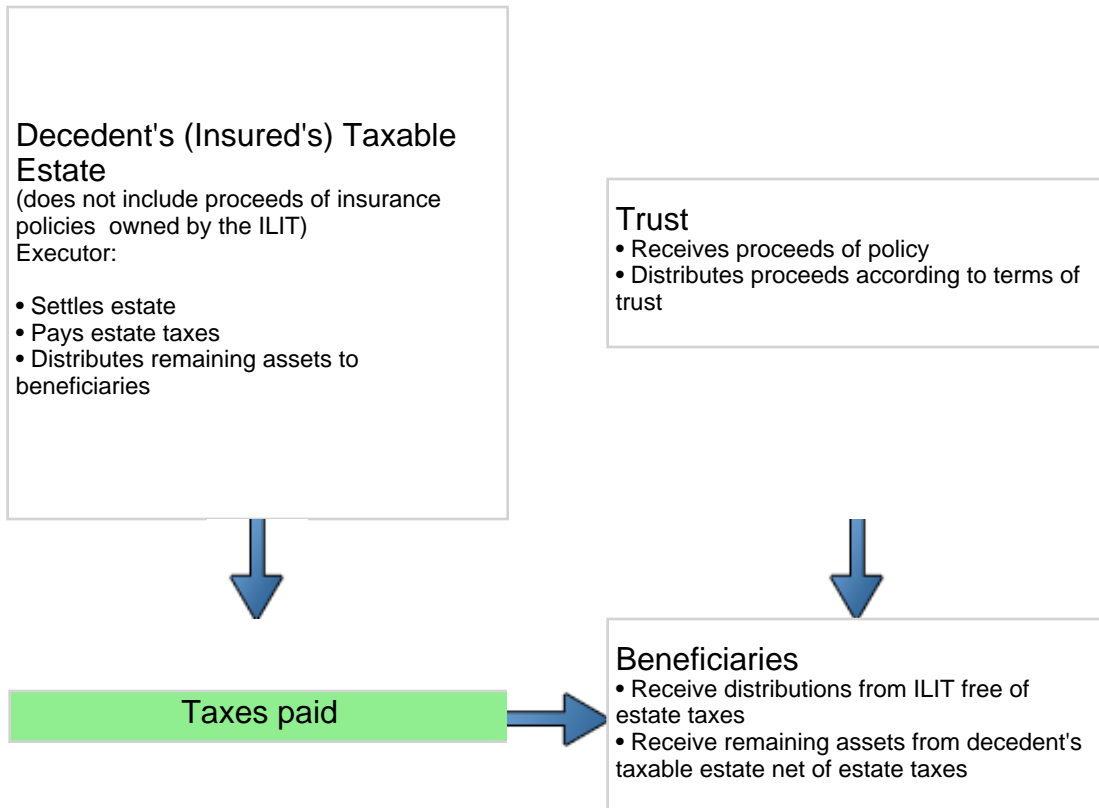 Decedent's (Insured's) Taxable
Estate
(does not include proceeds of insurance
policies  owned by the ILIT)
Executor:
• Settles estate
• Pays estate taxes
• Distributes remaining assets to
beneficiaries
Trust
• Receives proceeds of policy
• Distributes proceeds according to terms of
trust
Taxes paid
Beneficiaries
• Receive distributions from ILIT free of
estate taxes
• Receive remaining assets from decedent's
taxable estate net of estate taxes